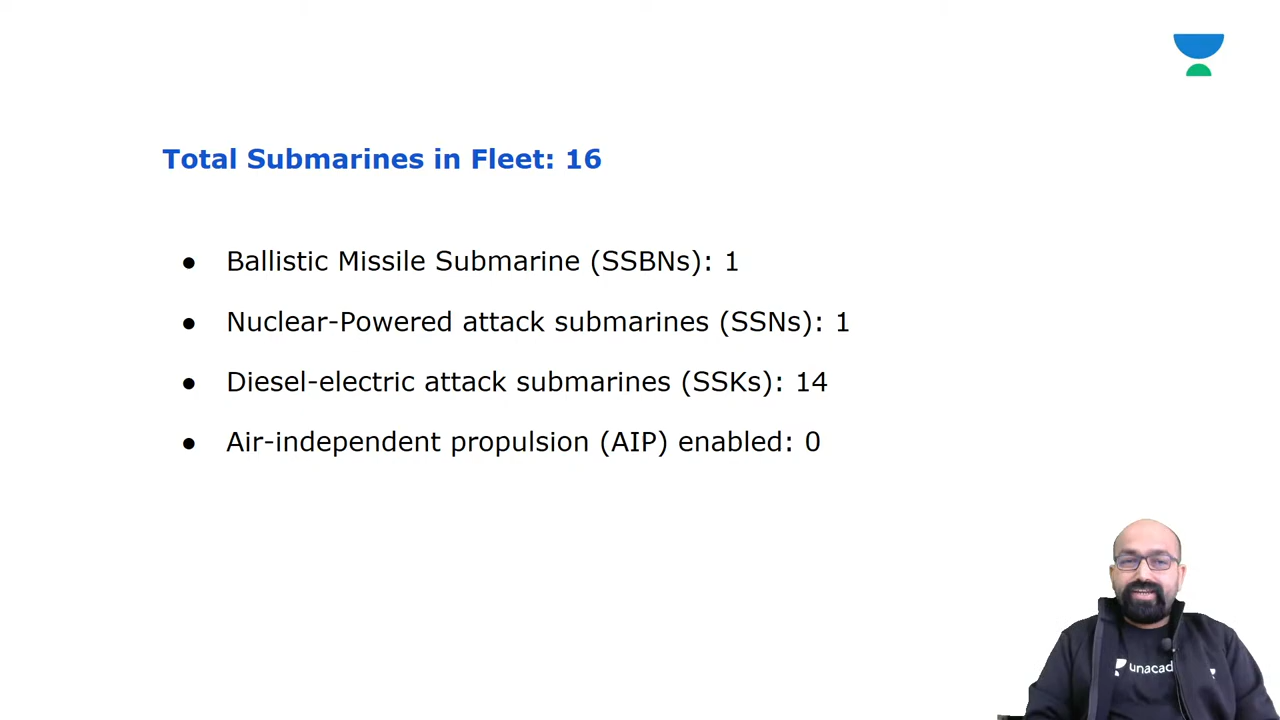 Total Submarines in Fleet: 16
● Ballistic Missile Submarine (SSBNs): 1
● Nuclear-Powered attack submarines (SSNs): 1
● Diesel-electric attack submarines (SSKs): 14
● Air-independent propulsion (AIP) enabled: 0
unacad